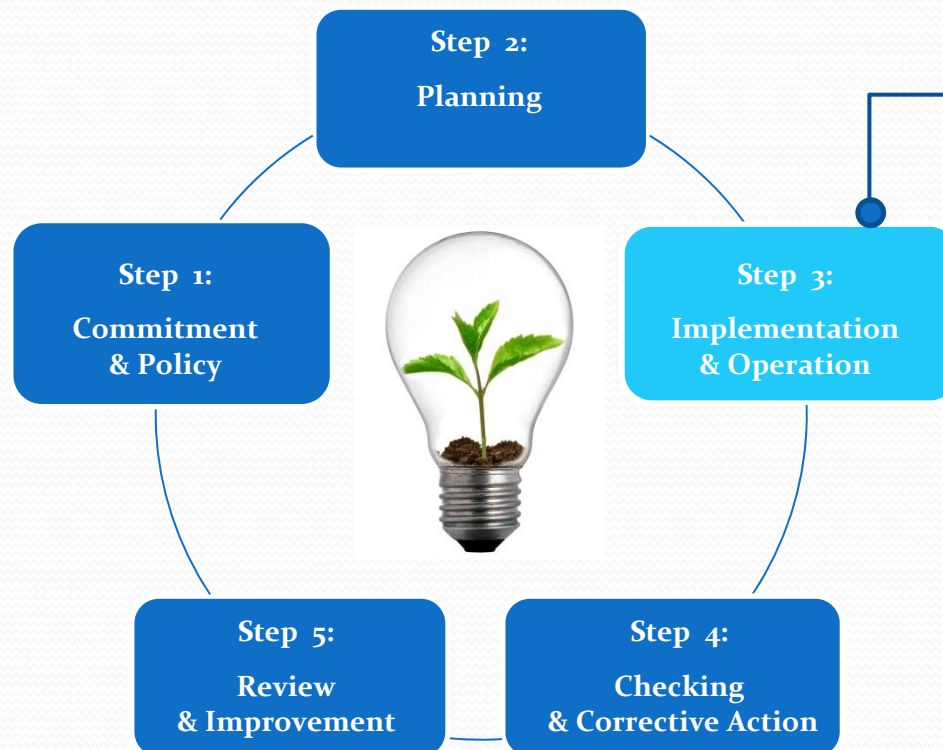 Step 2:
Planning
Step 1:
Commitment
& Policy
Step 3:
Implementation
& Operation
Step 5:
Review
& Improvement
Step 4:
Checking
& Corrective Action